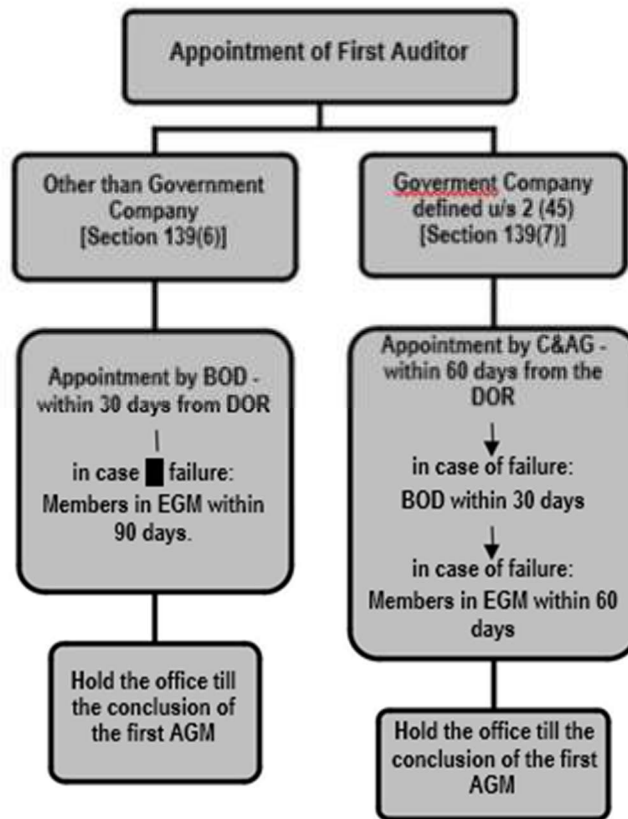 Appointment of First Auditor
Other than Government
Company
[Section 139(6)]
Goverment Company
defined u/s 2 (45)
[Section 139(7)]
Appointment by BOD -
within 30 days from DOR
in case failure:
Members in EGM within
90 days.
Appointment by C&AG -
within 60 days from the
DOR
in case of failure:
BOD within 30 days
in case of failure:
Members in EGM within 60
days
Hold the office till
the conclusion of
the first AGM
Hold the office till the
conclusion of the first
AGM